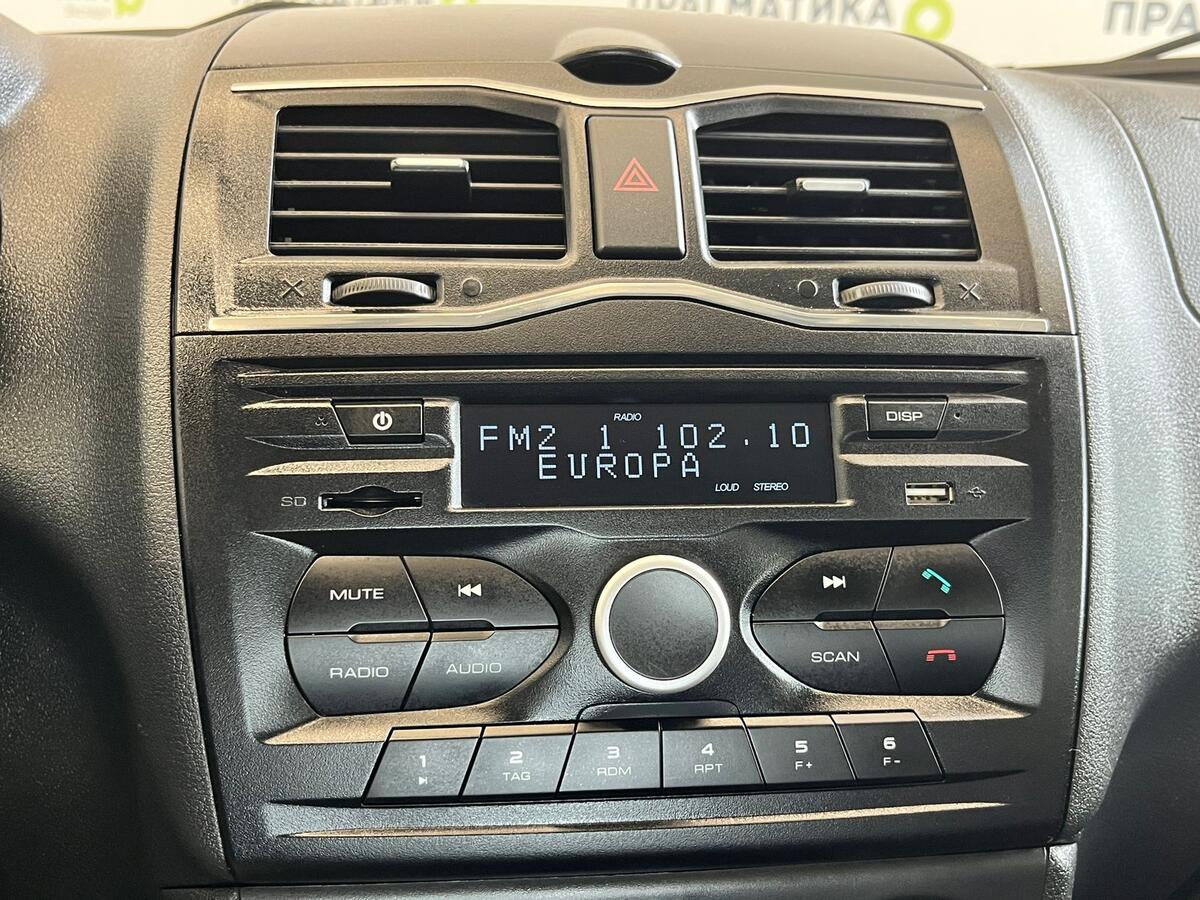 ПРАГМАТИКА
ПРА
RADIO
FM2 1 102.10
EUROPA
LOUD STEREO
DISP
SD
MUTE
RADIO
AUDIO
SCAN
1
2
TAG
3
RDM
4
RPT
5
F+
6
F-